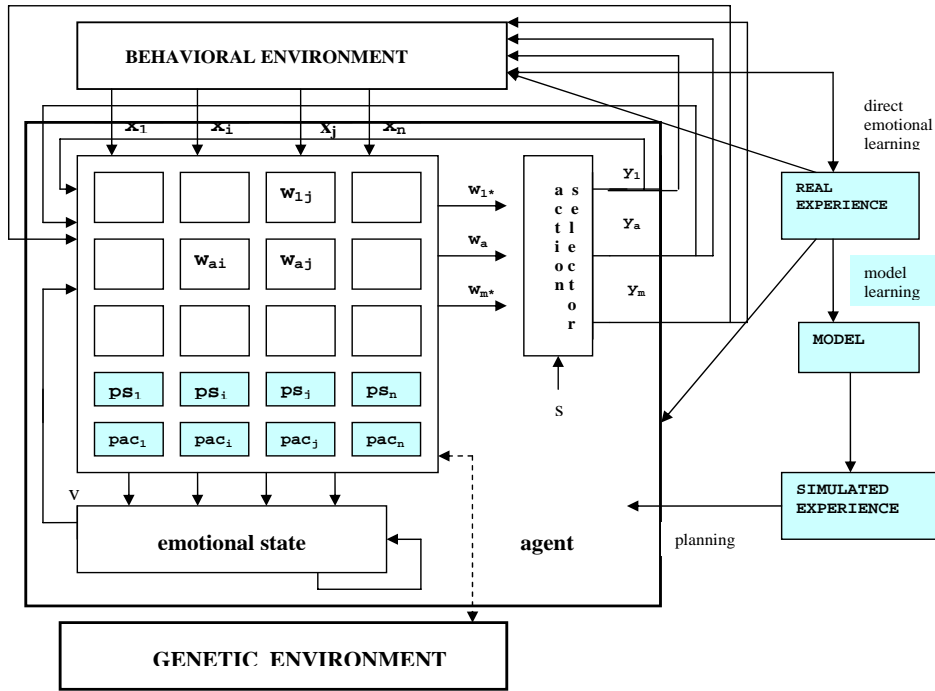 BEHAVIORAL ENVIRONMENT
x1 xi xj xn
direct
emotional
learning
w1j
w1*
action
selector
y1
REAL
EXPERIENCE
wai waj
wa
ya
model
learning
wm*
ym
MODEL
ps1 psi psj psn
s
pac1 paci pacj pacn
SIMULATED
EXPERIENCE
v
emotional state
agent
planning
GENETIC ENVIRONMENT